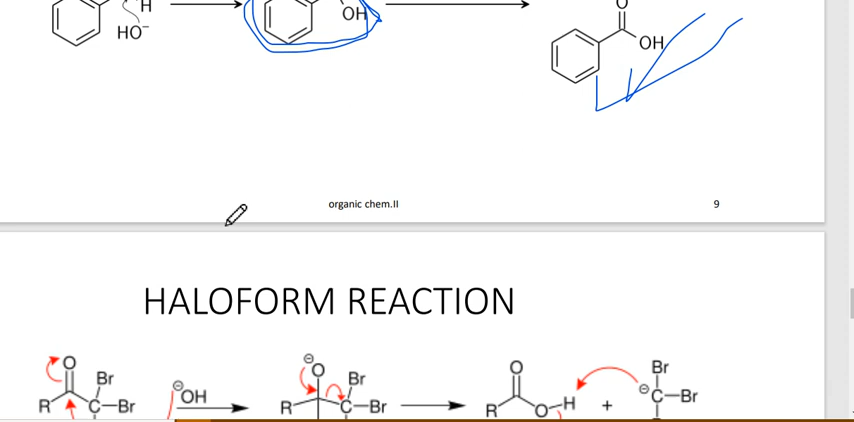 H
HO⁻
OH
O
OH
organic chem.II
9
HALOFORM REACTION
O Br ⊖OH ⊖O Br O Br
R C–Br R C–Br R O–H + ⊖C–Br